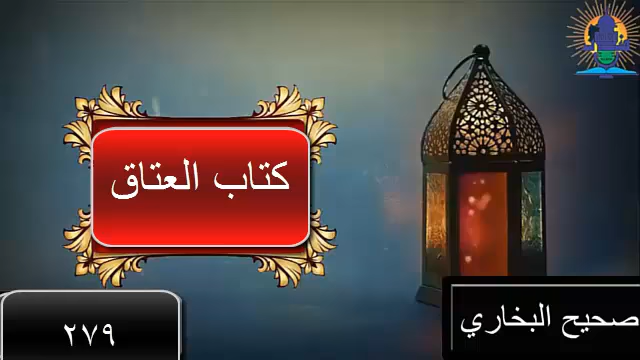 كتاب العتاق
صحيح البخاري
٢٧٩